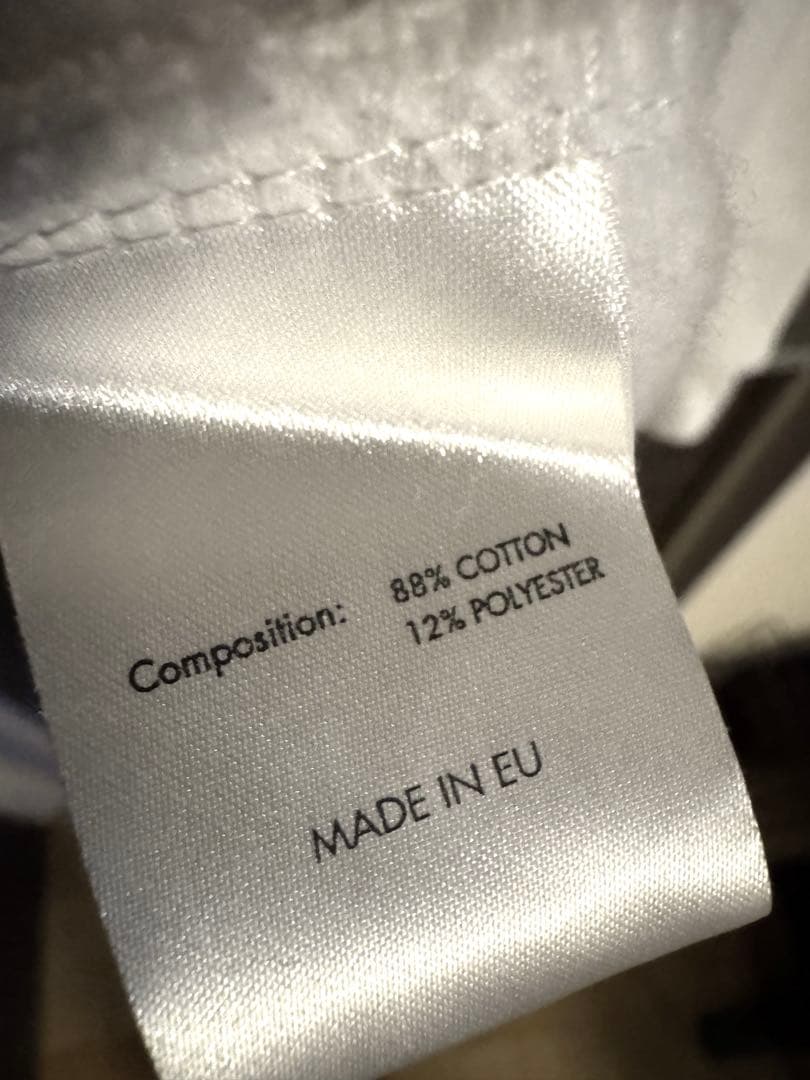 Composition: 88% COTTON
12% POLYESTER
MADE IN EU